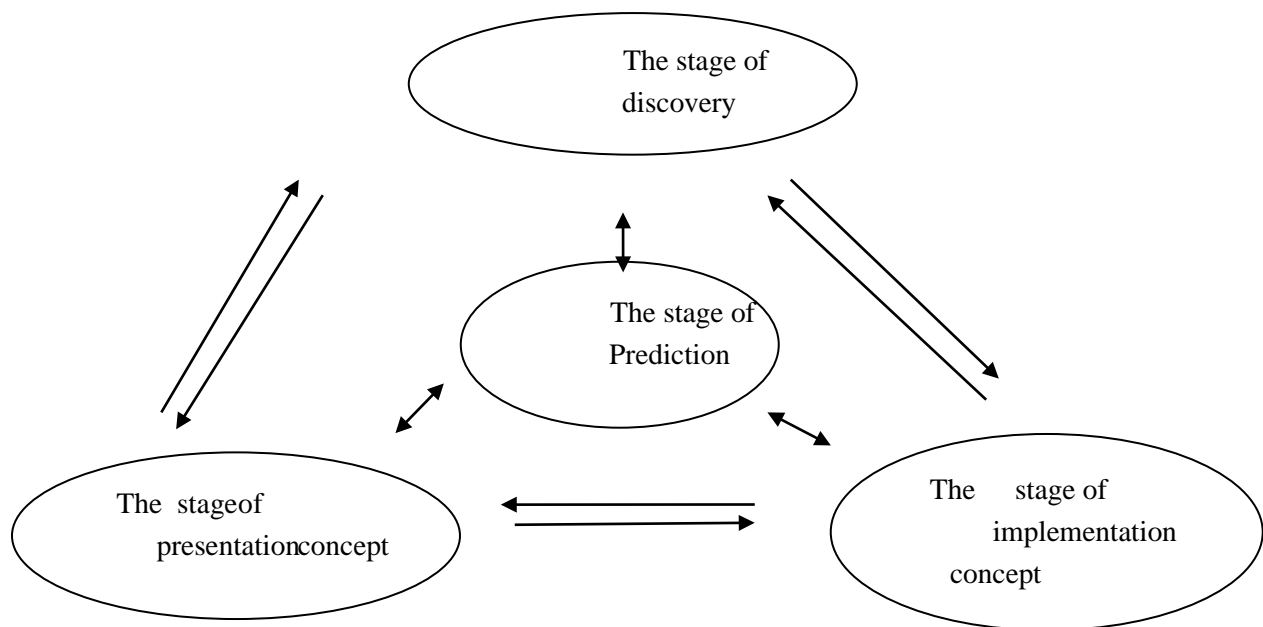 The stage of
discovery
The stage of
Prediction
The stageof
presentationconcept
The stage of
implementation
concept